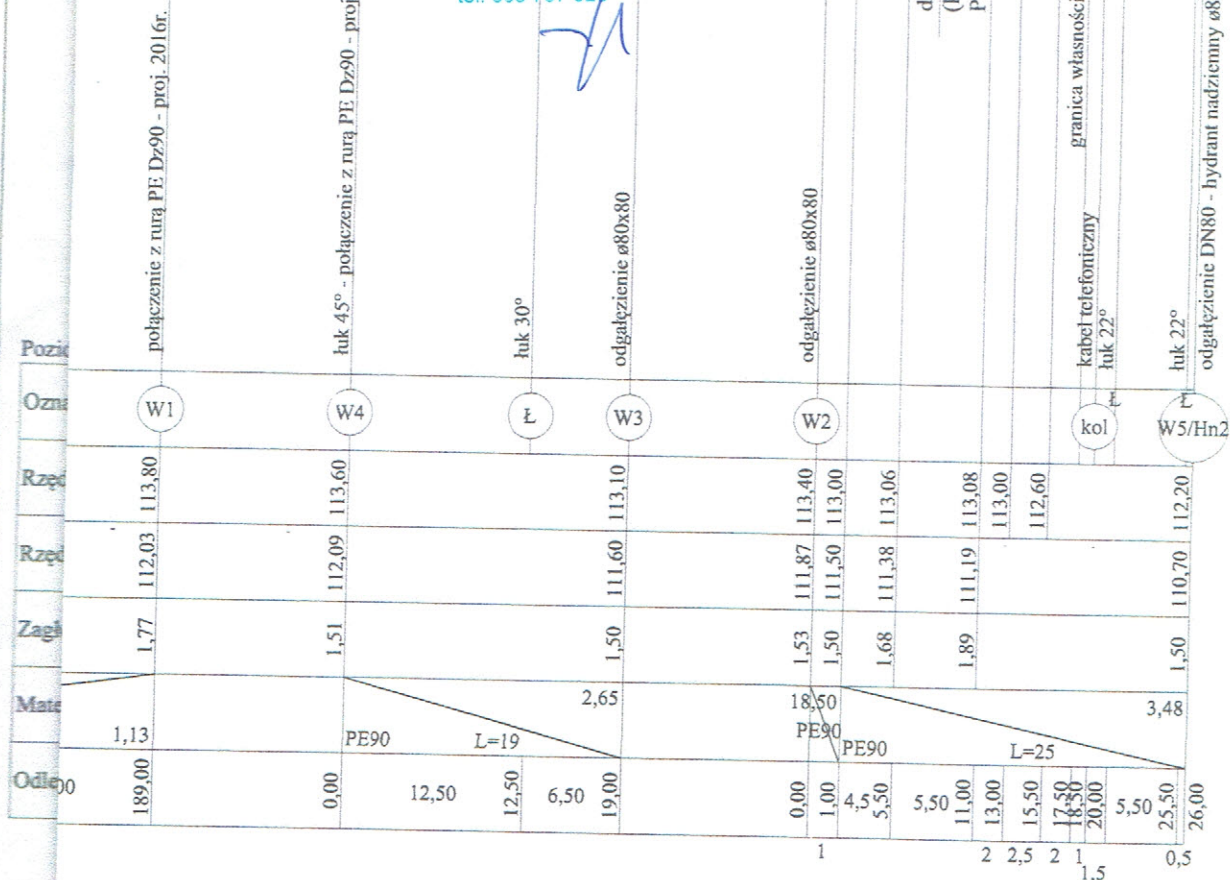 połączenie z rurą PE Dz90 - proj. 2016r.
łuk 45° - połączenie z rurą PE Dz90 - proj
łuk 30°
odgałęzienie ø80x80
odgałęzienie ø80x80
kabel telefoniczny
granica własności
łuk 22°
łuk 22°
odgałęzienie DN80 - hydrant nadziemny ø8
W1
W4
Ł
W3
W2
kol
Ł
Ł
W5/Hn2
Rzęd
113,80
113,60
113,10
113,40
113,00
113,06
113,08
113,00
112,60
112,20
Rzęd
112,03
112,09
111,60
111,87
111,50
111,38
111,19
110,70
Zagł
1,77
1,51
1,50
1,53
1,50
1,68
1,89
1,50
Mate
1,13
PE90
L=19
2,65
18,50
PE90
PE90
L=25
3,48
Odle
00
189,00
0,00
12,50
12,50
6,50
19,00
0,00
1,00
4,5
5,50
5,50
11,00
13,00
15,50
17,50
18,50
20,00
5,50
25,50
26,00
1
2
2,5
2
1
1,5
0,5
Pozio
Ozna